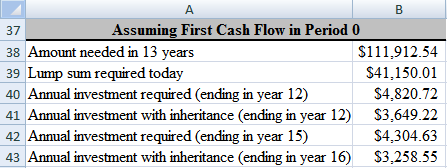 A B
37 Assuming First Cash Flow in Period 0
38 Amount needed in 13 years $111,912.54
39 Lump sum required today $41,150.01
40 Annual investment required (ending in year 12) $4,820.72
41 Annual investment with inheritance (ending in year 12) $3,649.22
42 Annual investment required (ending in year 15) $4,304.63
43 Annual investment with inheritance (ending in year 16) $3,258.55